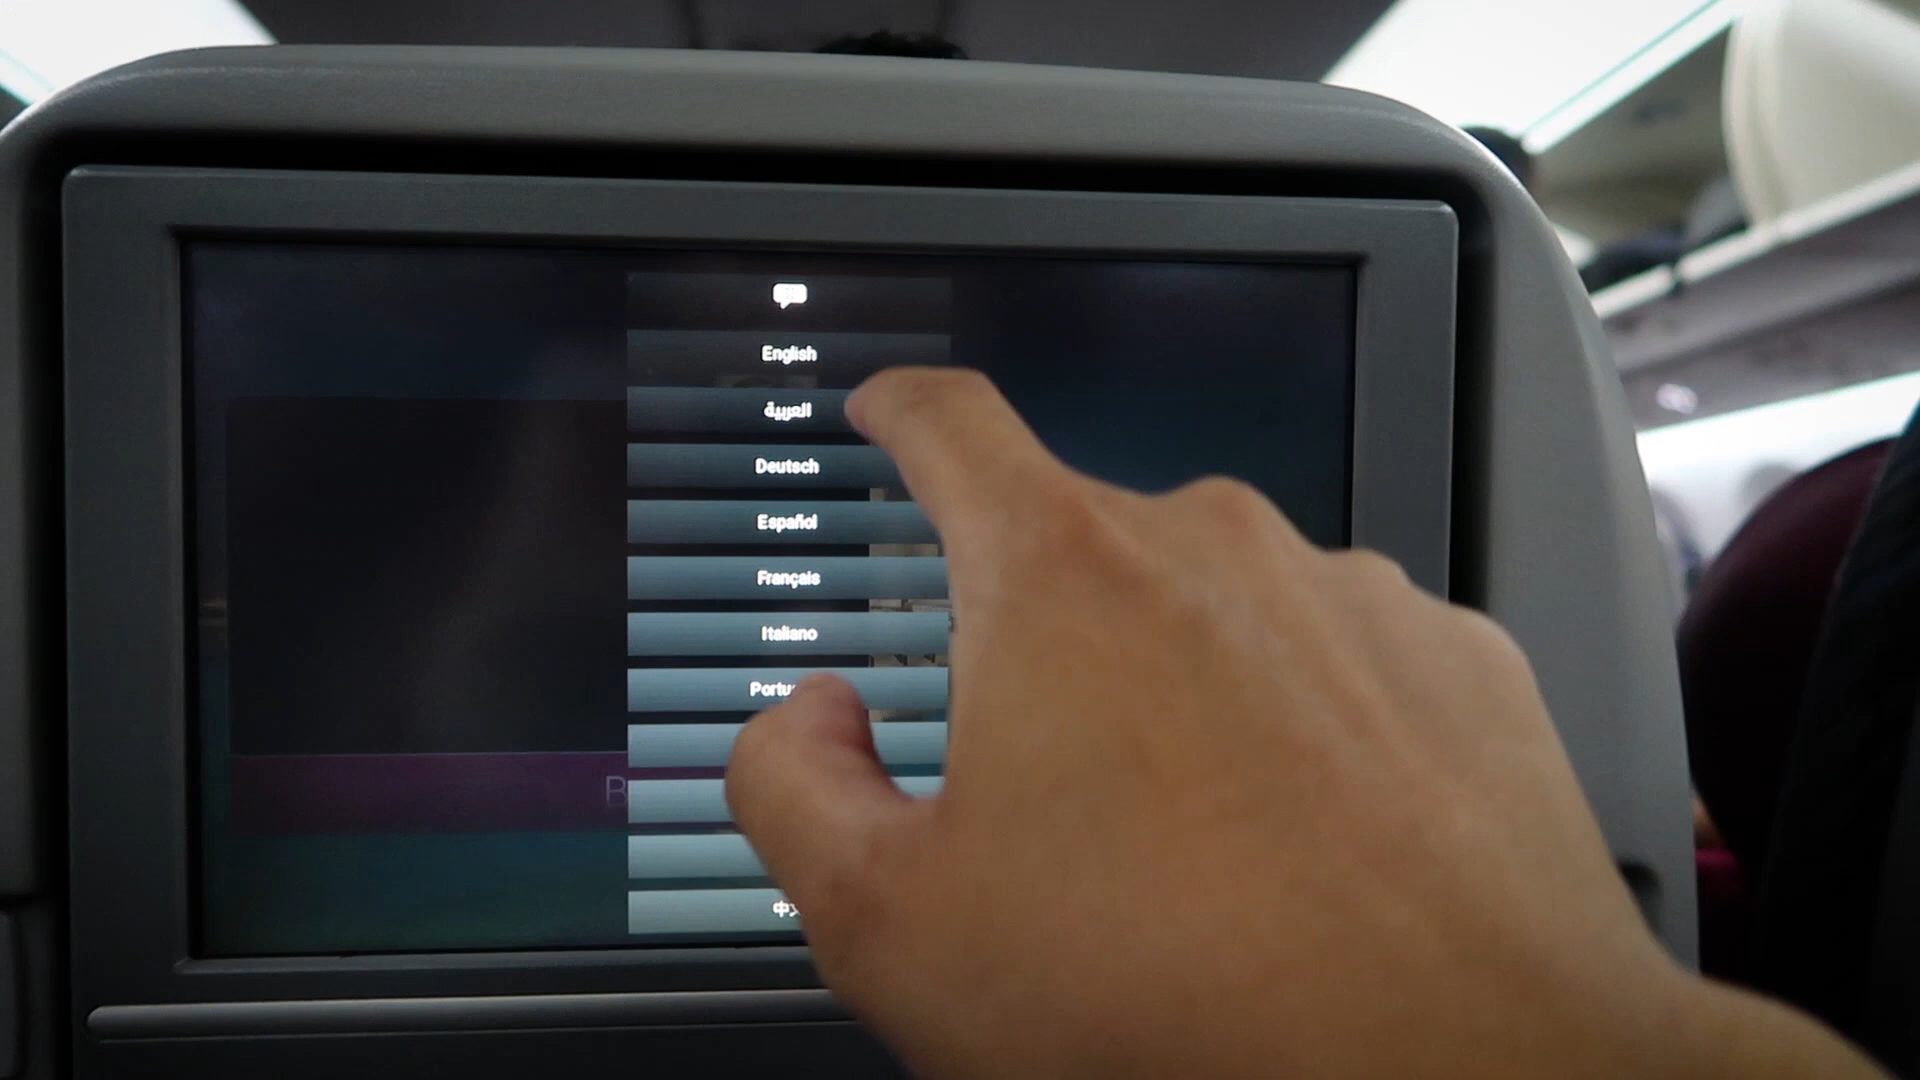 English
العربية
Deutsch
Español
Français
Italiano